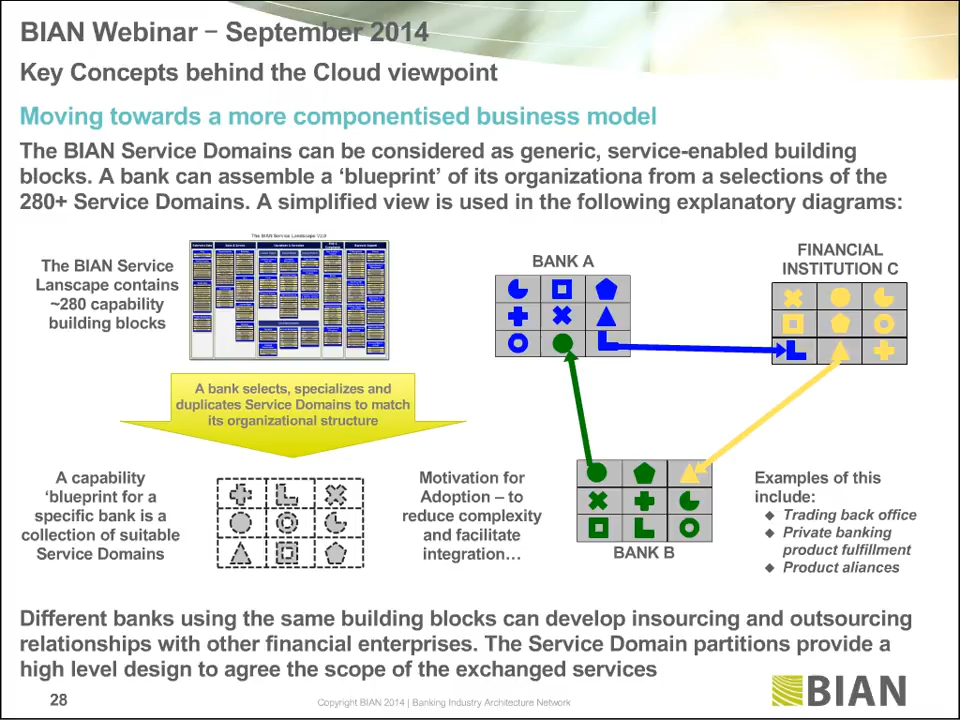 BIAN Webinar – September 2014
Key Concepts behind the Cloud viewpoint
Moving towards a more componentised business model
The BIAN Service Domains can be considered as generic, service-enabled building
blocks. A bank can assemble a ‘blueprint’ of its organizationa from a selections of the
280+ Service Domains. A simplified view is used in the following explanatory diagrams:
The BIAN Service
Lanscape contains
~280 capability
building blocks
The BIAN Service Landscape
BANK A
FINANCIAL
INSTITUTION C
A bank selects, specializes and
duplicates Service Domains to match
its organizational structure
A capability
‘blueprint for a
specific bank is a
collection of suitable
Service Domains
Motivation for
Adoption – to
reduce complexity
and facilitate
integration…
BANK B
Examples of this
include:
◆ Trading back office
◆ Private banking
product fulfillment
◆ Product aliances
Different banks using the same building blocks can develop insourcing and outsourcing
relationships with other financial enterprises. The Service Domain partitions provide a
high level design to agree the scope of the exchanged services
28
Copyright BIAN 2014 | Banking Industry Architecture Network
BIAN